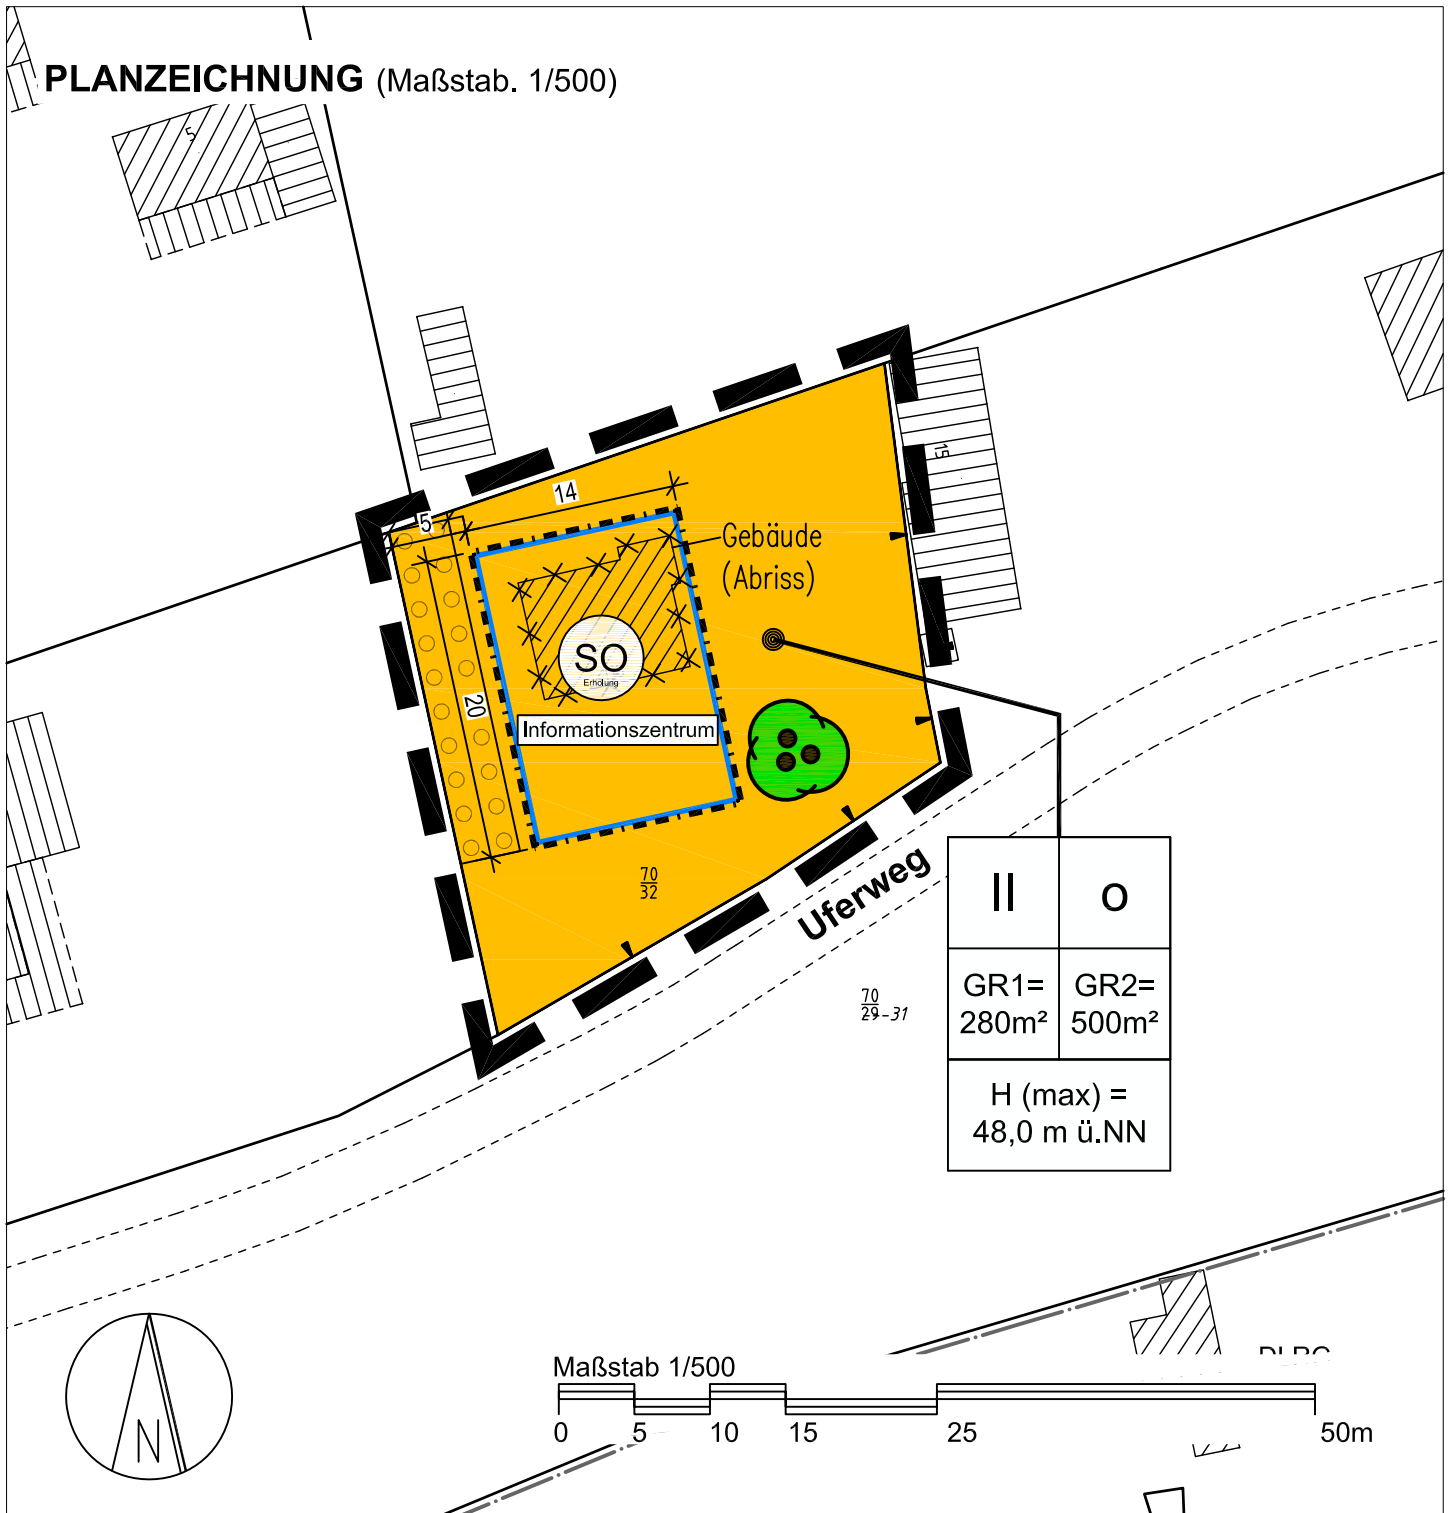 PLANZEICHNUNG (Maßstab. 1/500)
5
14
5
15
Gebäude
(Abriss)
SO
Erholung
20
Informationszentrum
70
32
Uferweg
II
o
GR1=
280m²
GR2=
500m²
70
29-31
H (max) =
48,0 m ü.NN
N
Maßstab 1/500
0
5
10
15
25
50m